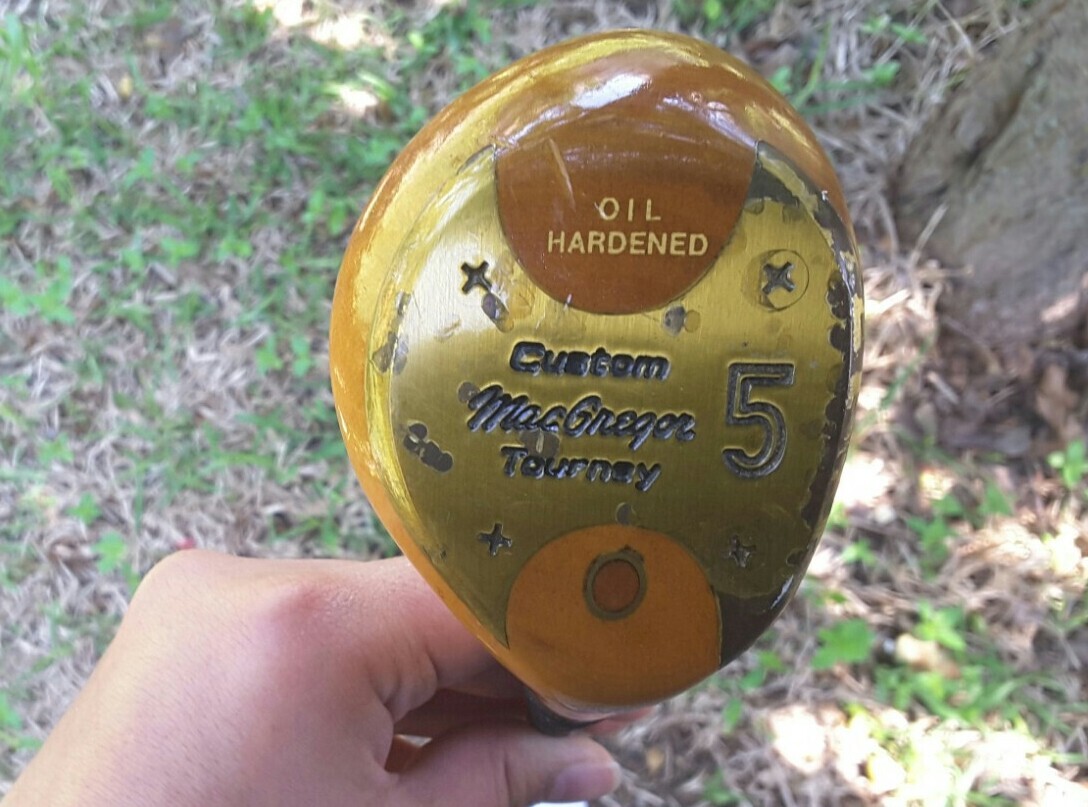 OIL
HARDENED
Custom
MacGregor
Tourney
5